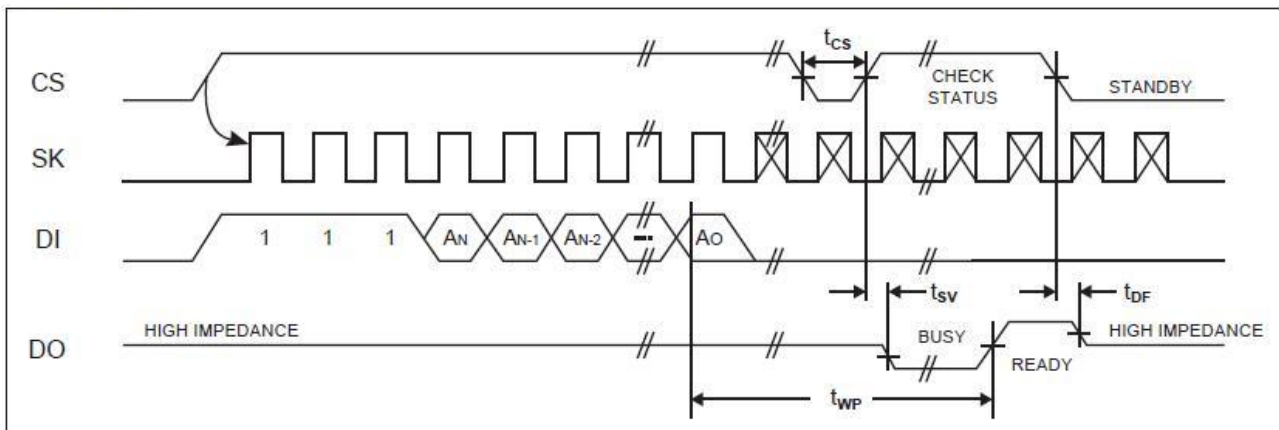 tCS
CS
CHECK
STATUS
STANDBY
SK
DI
1 1 1 AN AN-1 AN-2 AO
tSV
tDF
HIGH IMPEDANCE
BUSY
HIGH IMPEDANCE
DO
READY
tWP